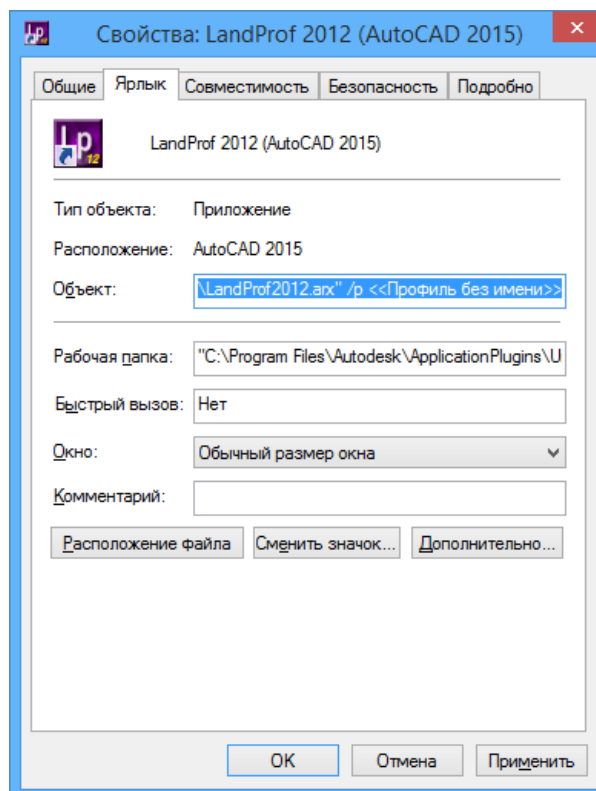 Свойства: LandProf 2012 (AutoCAD 2015)
Общие Ярлык Совместимость Безопасность Подробно
Lp 12 LandProf 2012 (AutoCAD 2015)
Тип объекта: Приложение
Расположение: AutoCAD 2015
Объект: \LandProf2012.arx" /p <<Профиль без имени>>
Рабочая папка: "C:\Program Files\Autodesk\ApplicationPlugins\U
Быстрый вызов: Нет
Окно: Обычный размер окна
Комментарий:
Расположение файла Сменить значок... Дополнительно...
OK Отмена Применить